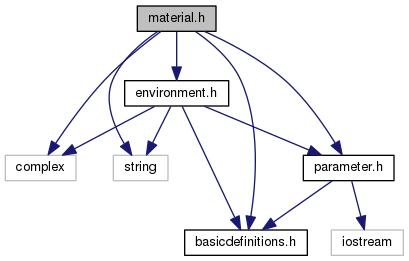 material.h
environment.h
complex
string
parameter.h
basicdefinitions.h
iostream